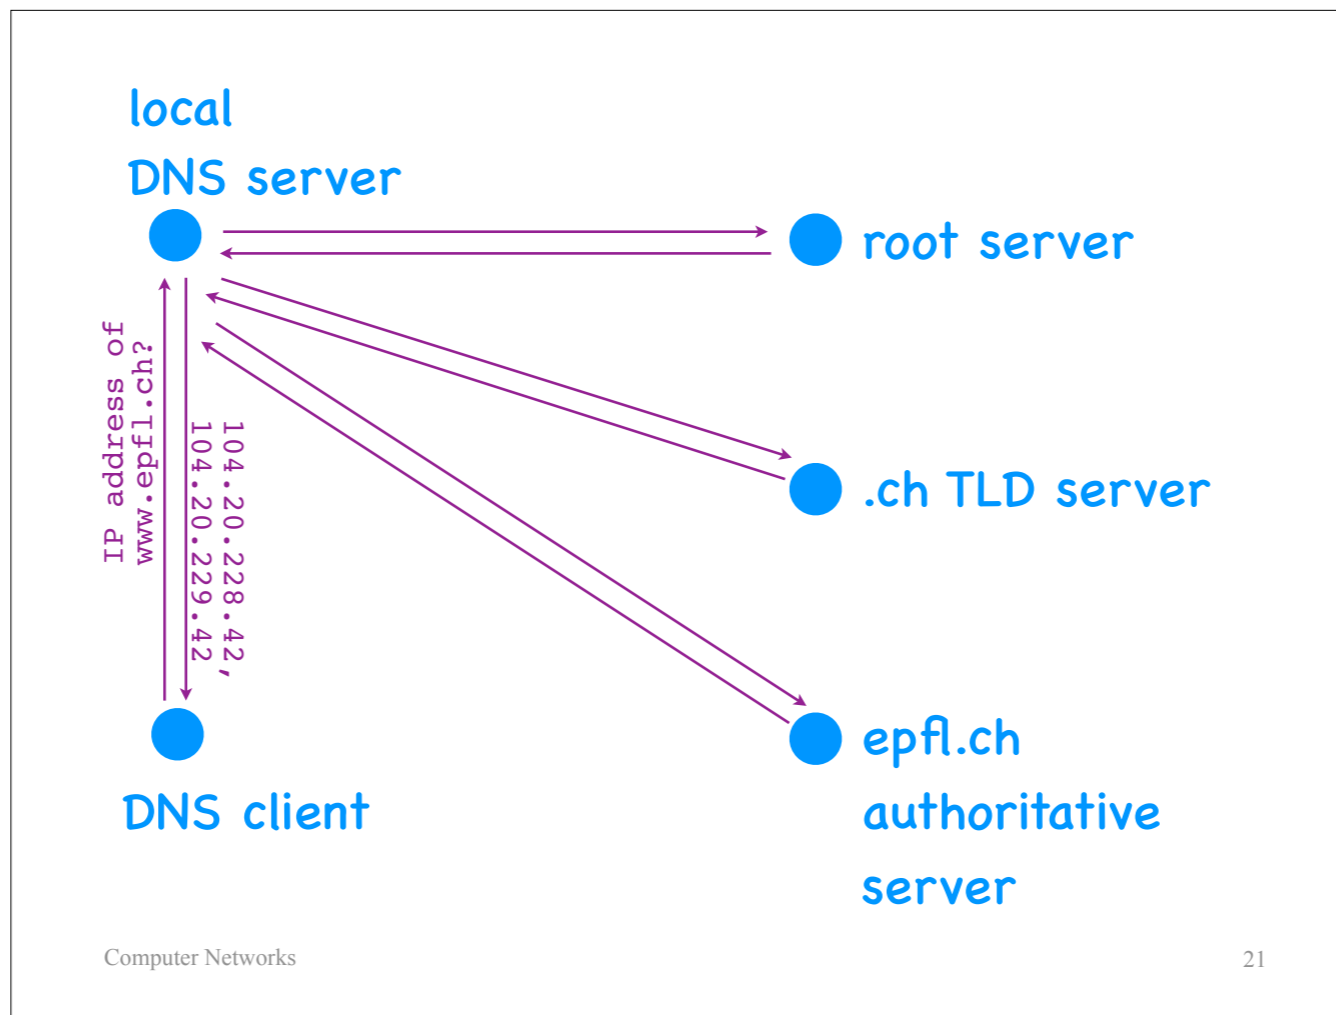 local
DNS server
root server
IP address of
www.epfl.ch?
104.20.228.42,
104.20.229.42
.ch TLD server
DNS client
epfl.ch
authoritative
server
Computer Networks
21